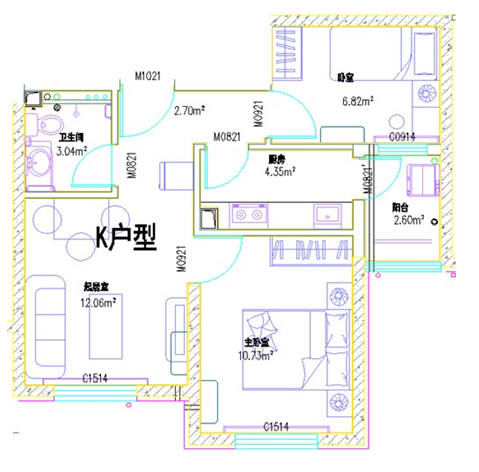 M1021
卧室
6.82m²
2.70m²
M0921
卫生间
3.04m²
M0821
M0821
C0914
厨房
4.35m²
M0821'
阳台
2.60m²
K户型
M0921
起居室
12.06m²
主卧室
10.73m²
C1514
C1514